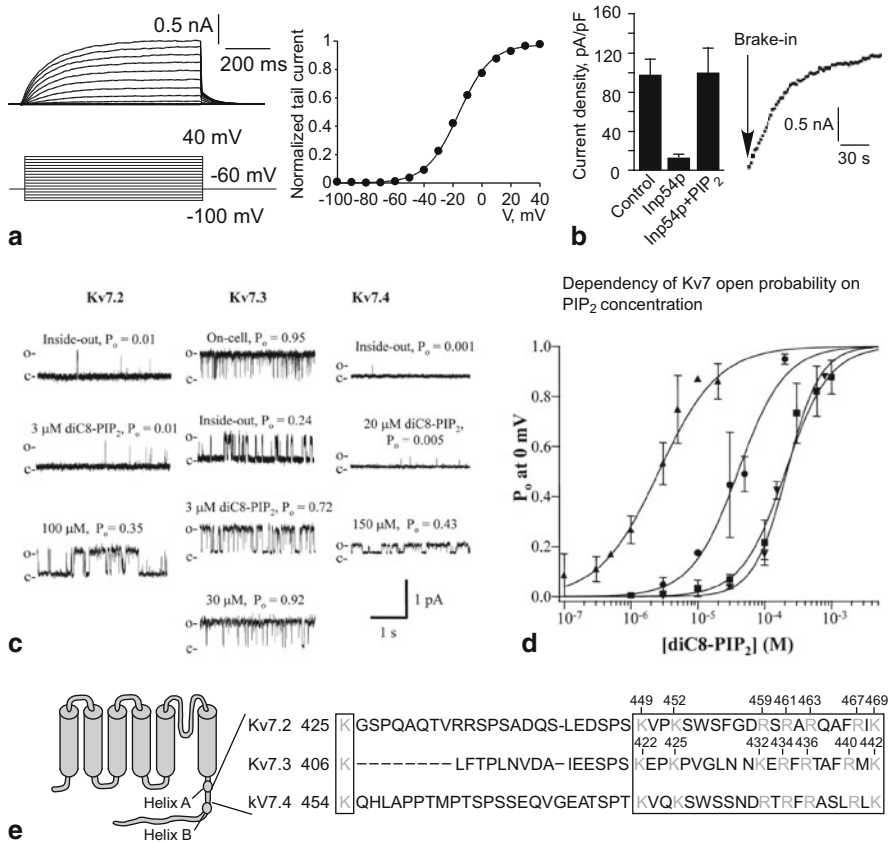 0.5 nA
200 ms
40 mV
-60 mV
-100 mV
a
Normalized tail current
1
0.8
0.6
0.4
0.2
0
-100 -80 -60 -40 -20 0 20 40
V, mV
Current density, pA/pF
160
120
80
40
0
Control
Inp54p
Inp54p+PIP2
Brake-in
0.5 nA
30 s
b
Kv7.2
Kv7.3
Kv7.4
Inside-out, Po = 0.01
o-
c-
On-cell, Po = 0.95
o-
c-
Inside-out, Po = 0.001
o-
c-
3 µM diC8-PIP2, Po = 0.01
o-
c-
Inside-out, Po = 0.24
o-
c-
20 µM diC8-PIP2,
Po = 0.005
o-
c-
100 µM, Po = 0.35
o-
c-
3 µM diC8-PIP2, Po = 0.72
o-
c-
150 µM, Po = 0.43
o-
c-
30 µM, Po = 0.92
o-
c-
1 pA
1 s
c
Dependency of Kv7 open probability on
PIP2 concentration
Po at 0 mV
1.0
0.8
0.6
0.4
0.2
0.0
10-7 10-6 10-5 10-4 10-3
[diC8-PIP2] (M)
d
Helix A
Helix B
449 452 459 461 463 467 469
Kv7.2 425 K GSPQAQTVRRSPSADQS-LEDSPS KVPKSWSFGDRSRARQAFRIK
422 425 432 434 436 440 442
Kv7.3 406 K ---------LFTPLNVDA-IEESPS KEPKPVGLNNKERFRTAFRMK
kV7.4 454 K QHLAPPTMPTSPSSEQVGEATSPT KVQKSWSSNDRTRFRASLRLK
e